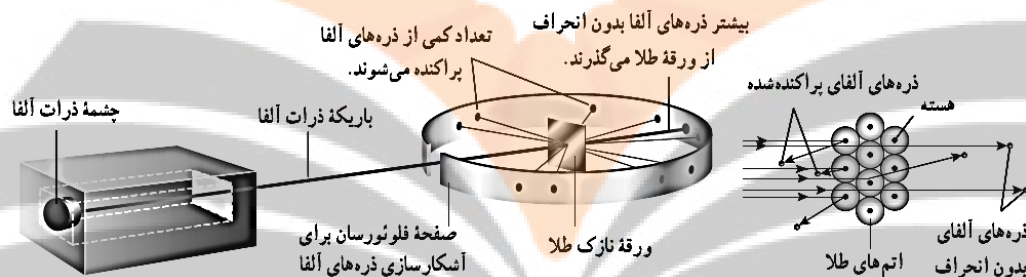 بیشتر ذره‌های آلفا بدون انحراف
از ورقهٔ طلا می‌گذرند.
تعداد کمی از ذره‌های آلفا
پراکنده می‌شوند.
ذره‌های آلفای پراکنده‌شده
هسته
چشمهٔ ذرات آلفا
باریکهٔ ذرات آلفا
صفحهٔ فلوئورسان برای
آشکارسازی ذره‌های آلفا
ورقهٔ نازک طلا
اتم‌های طلا
ذره‌های آلفای
بدون انحراف